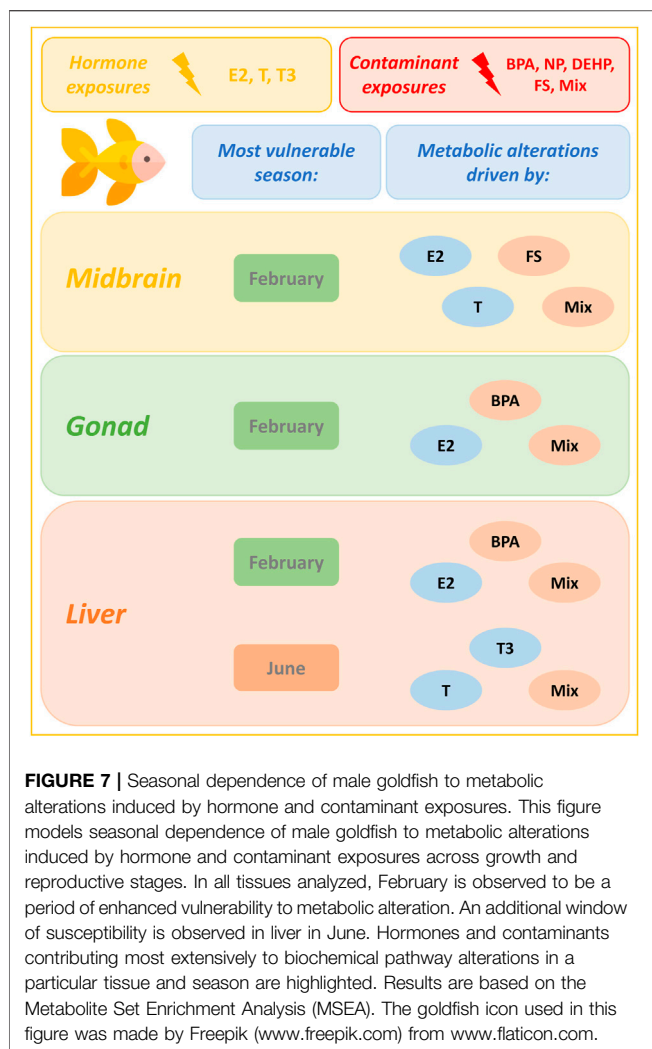 Hormone
exposures
E2, T, T3
Contaminant
exposures
BPA, NP, DEHP,
FS, Mix
Most vulnerable
season:
Metabolic alterations
driven by:
Midbrain
February
E2
FS
T
Mix
Gonad
February
BPA
E2
Mix
Liver
February
BPA
E2
Mix
June
T3
T
Mix
FIGURE 7 | Seasonal dependence of male goldfish to metabolic
alterations induced by hormone and contaminant exposures. This figure
models seasonal dependence of male goldfish to metabolic alterations
induced by hormone and contaminant exposures across growth and
reproductive stages. In all tissues analyzed, February is observed to be a
period of enhanced vulnerability to metabolic alteration. An additional window
of susceptibility is observed in liver in June. Hormones and contaminants
contributing most extensively to biochemical pathway alterations in a
particular tissue and season are highlighted. Results are based on the
Metabolite Set Enrichment Analysis (MSEA). The goldfish icon used in this
figure was made by Freepik (www.freepik.com) from www.flaticon.com.